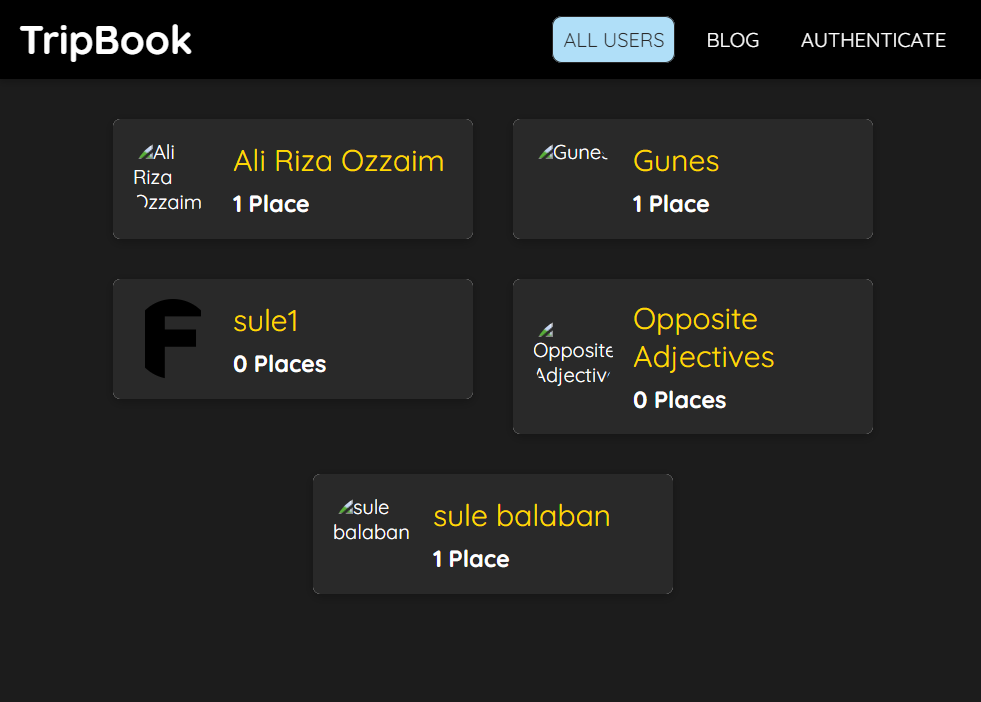 TripBook
ALL USERS
BLOG
AUTHENTICATE
Ali
Riza
Ozzaim
Ali Riza Ozzaim
1 Place
Gunes
Gunes
1 Place
F
sule1
0 Places
Opposite
Adjectiv
Opposite
Adjectives
0 Places
sule
balaban
sule balaban
1 Place